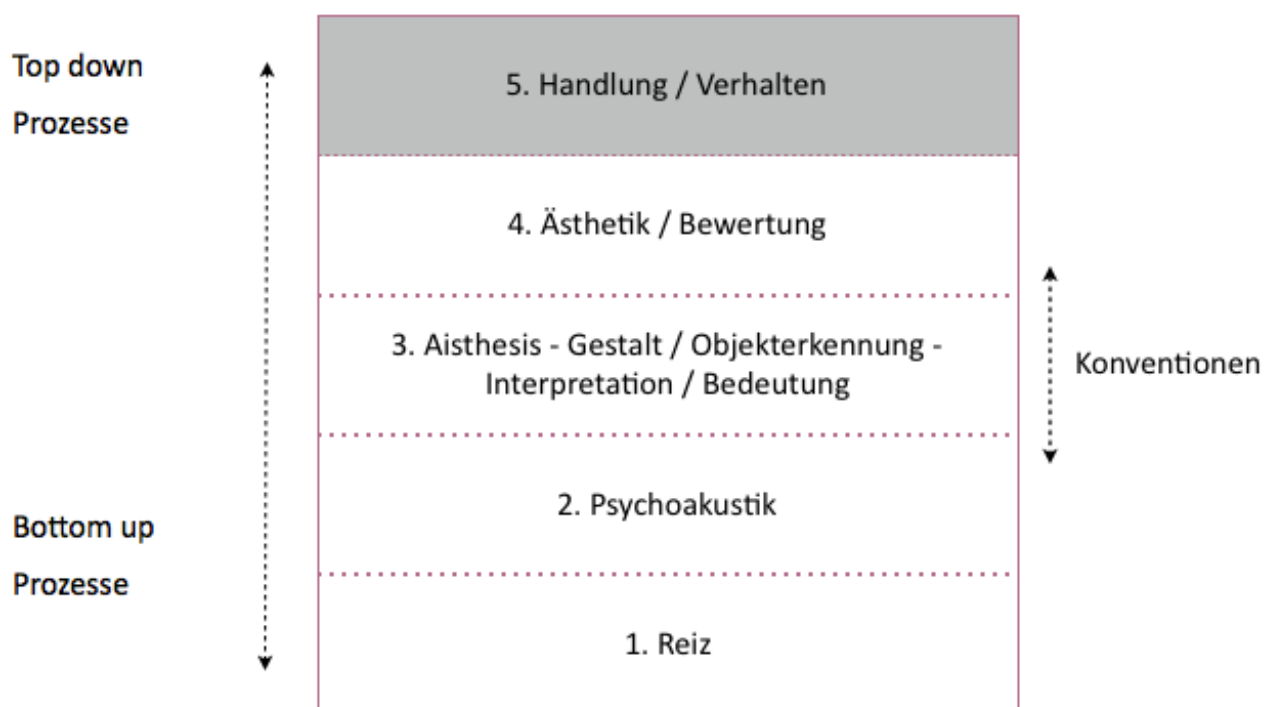 Top down
Prozesse
5. Handlung / Verhalten
4. Ästhetik / Bewertung
3. Aisthesis - Gestalt / Objekterkennung -
Interpretation / Bedeutung
Konventionen
2. Psychoakustik
Bottom up
Prozesse
1. Reiz